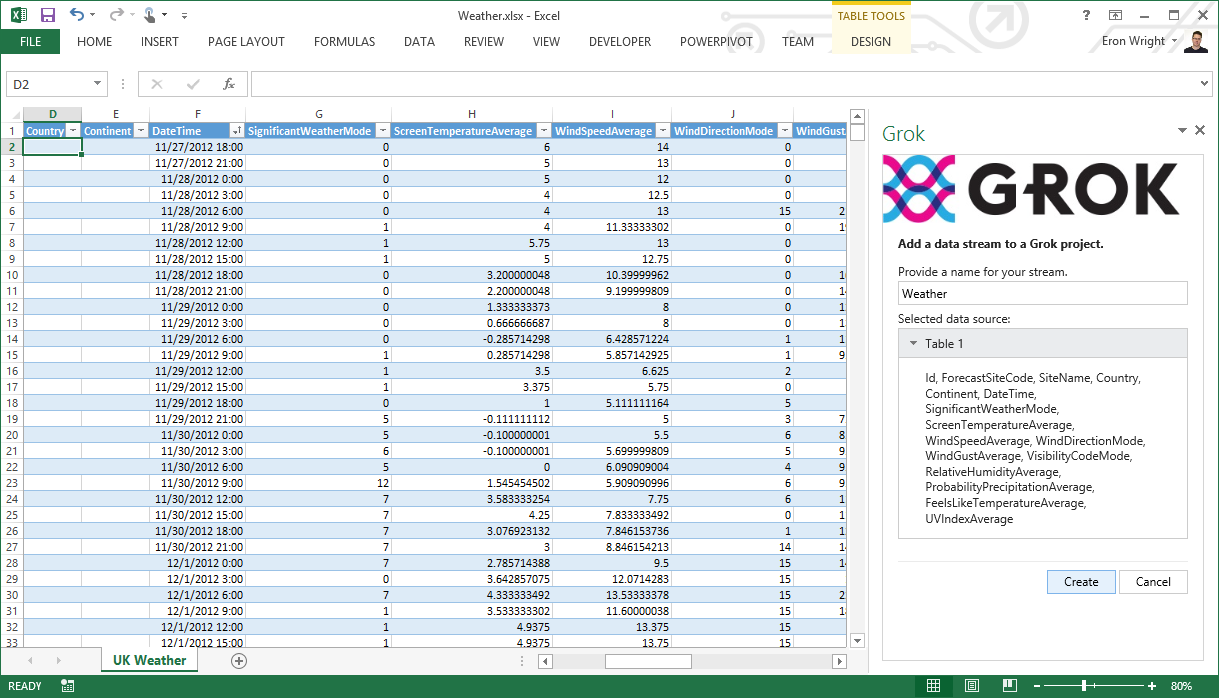 Weather.xlsx - Excel
TABLE TOOLS
?
FILE HOME INSERT PAGE LAYOUT FORMULAS DATA REVIEW VIEW DEVELOPER POWERPIVOT TEAM DESIGN
Eron Wright
D2 fx
D E F G H I J
1 Country Continent DateTime SignificantWeatherMode ScreenTemperatureAverage WindSpeedAverage WindDirectionMode WindGust
2 11/27/2012 18:00 0 6 14 0
3 11/27/2012 21:00 0 5 13 0
4 11/28/2012 0:00 0 5 12 0
5 11/28/2012 3:00 0 4 12.5 0
6 11/28/2012 6:00 0 4 13 15 2
7 11/28/2012 9:00 1 4 11.33333302 0 1
8 11/28/2012 12:00 1 5.75 13 0
9 11/28/2012 15:00 1 5 12.75 0
10 11/28/2012 18:00 0 3.200000048 10.39999962 0 1
11 11/28/2012 21:00 0 2.200000048 9.199999809 0 1
12 11/29/2012 0:00 0 1.333333373 8 0 1
13 11/29/2012 3:00 0 0.666666687 8 0 1
14 11/29/2012 6:00 0 -0.285714298 6.428571224 1 1
15 11/29/2012 9:00 1 0.285714298 5.857142925 1 9
16 11/29/2012 12:00 1 3.5 6.625 2
17 11/29/2012 15:00 1 3.375 5.75 0
18 11/29/2012 18:00 0 1 5.111111164 5
19 11/29/2012 21:00 5 -0.111111112 5 3 7
20 11/30/2012 0:00 5 -0.100000001 5.5 6 8
21 11/30/2012 3:00 6 -0.100000001 5.699999809 5 9
22 11/30/2012 6:00 5 0 6.090909004 4 9
23 11/30/2012 9:00 12 1.545454502 5.909090996 6 9
24 11/30/2012 12:00 7 3.583333254 7.75 6 1
25 11/30/2012 15:00 7 4.25 7.833333492 0 1
26 11/30/2012 18:00 7 3.076923132 7.846153736 1 1
27 11/30/2012 21:00 7 3 8.846154213 14 1
28 12/1/2012 0:00 7 2.785714388 9.5 15 1
29 12/1/2012 3:00 0 3.642857075 12.0714283 15
30 12/1/2012 6:00 7 4.333333492 13.53333378 15 2
31 12/1/2012 9:00 1 3.533333302 11.60000038 15 1
32 12/1/2012 12:00 1 4.9375 13.375 15
33 12/1/2012 15:00 1 4.9375 13.75 15
Grok
GROK
Add a data stream to a Grok project.
Provide a name for your stream.
Weather
Selected data source:
Table 1
Id, ForecastSiteCode, SiteName, Country,
Continent, DateTime,
SignificantWeatherMode,
ScreenTemperatureAverage,
WindSpeedAverage, WindDirectionMode,
WindGustAverage, VisibilityCodeMode,
RelativeHumidityAverage,
ProbabilityPrecipitationAverage,
FeelsLikeTemperatureAverage,
UVIndexAverage
Create Cancel
UK Weather
READY 80%